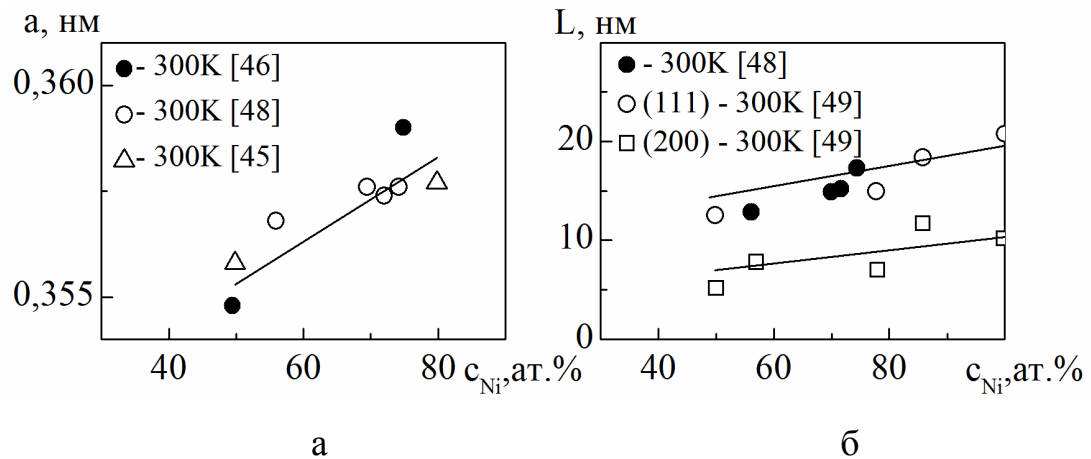 a, нм
0,360
0,355
- 300K [46]
- 300K [48]
- 300K [45]
40 60 80 c_Ni,ат.%
а
L, нм
20
10
0
- 300K [48]
(111) - 300K [49]
(200) - 300K [49]
40 60 80 c_Ni,ат.%
б